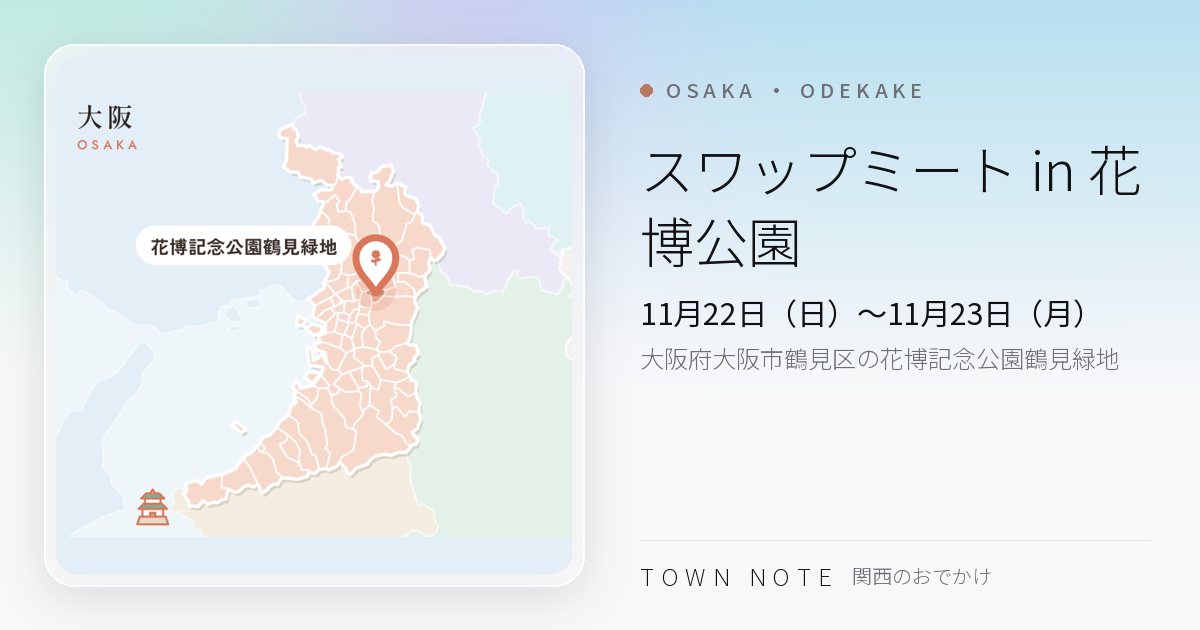 大阪
OSAKA
花博記念公園鶴見緑地
OSAKA • ODEKAKE
スワップミート in 花
博公園
11月22日（日）〜11月23日（月）
大阪府大阪市鶴見区の花博記念公園鶴見緑地
TOWN NOTE 関西のおでかけ